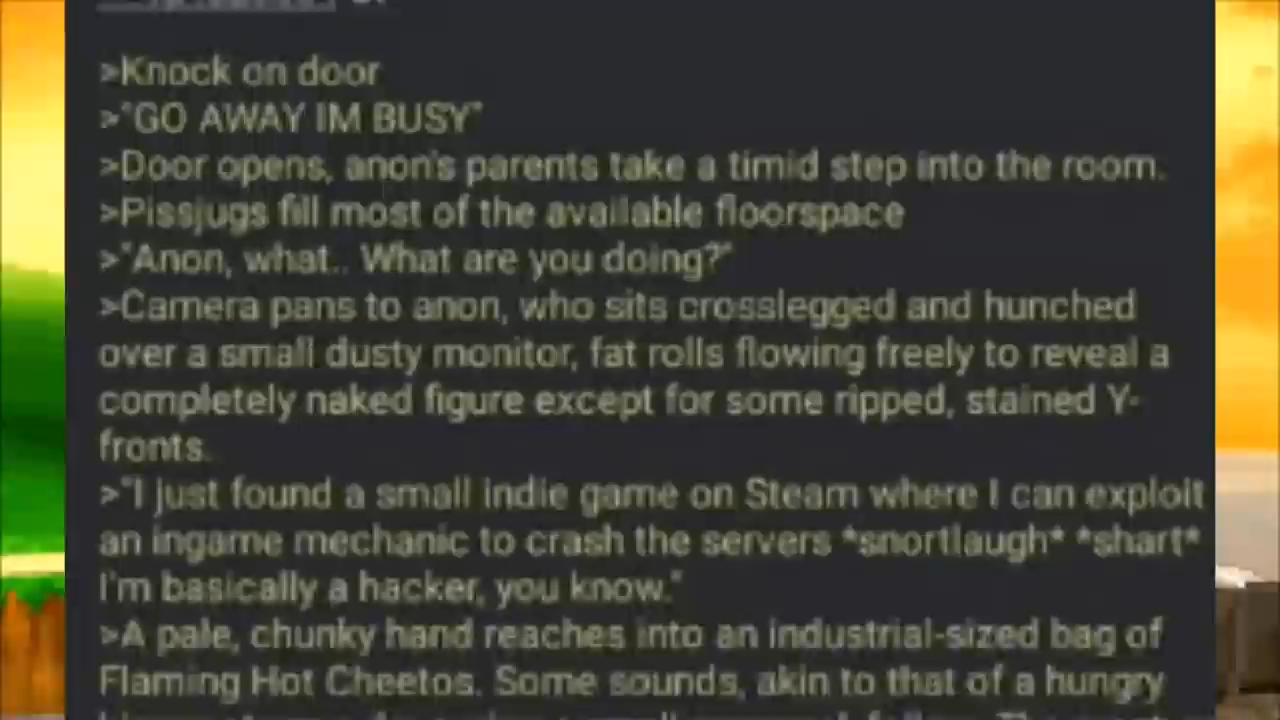 >Knock on door
>"GO AWAY IM BUSY"
>Door opens, anon's parents take a timid step into the room.
>Pissjugs fill most of the available floorspace
>"Anon, what.. What are you doing?"
>Camera pans to anon, who sits crosslegged and hunched
over a small dusty monitor, fat rolls flowing freely to reveal a
completely naked figure except for some ripped, stained Y-
fronts.
>"I just found a small indie game on Steam where I can exploit
an ingame mechanic to crash the servers *snortlaugh* *shart*
I'm basically a hacker, you know."
>A pale, chunky hand reaches into an industrial-sized bag of
Flaming Hot Cheetos. Some sounds, akin to that of a hungry